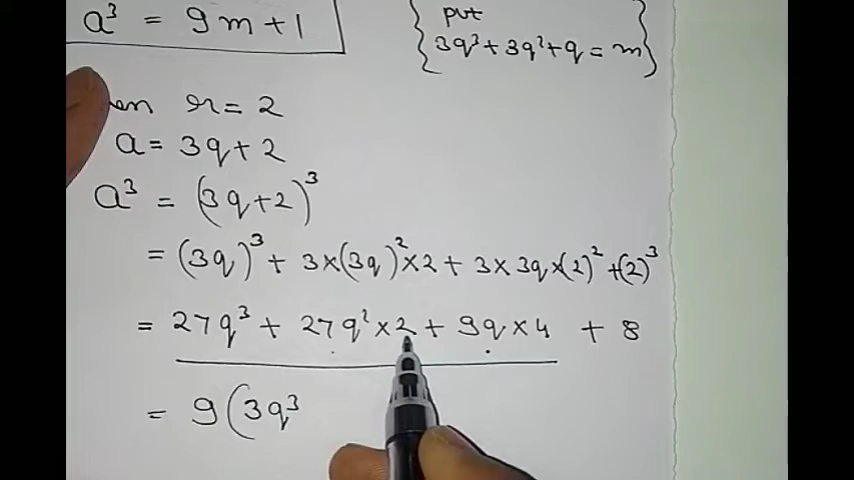 a³ = 9m+1
{ put
3q³+3q²+q = m }
en r = 2
a = 3q+2
a³ = (3q+2)³
= (3q)³ + 3×(3q)²×2 + 3×3q×(2)² + (2)³
= 27q³ + 27q²×2 + 9q×4 + 8
= 9(3q³